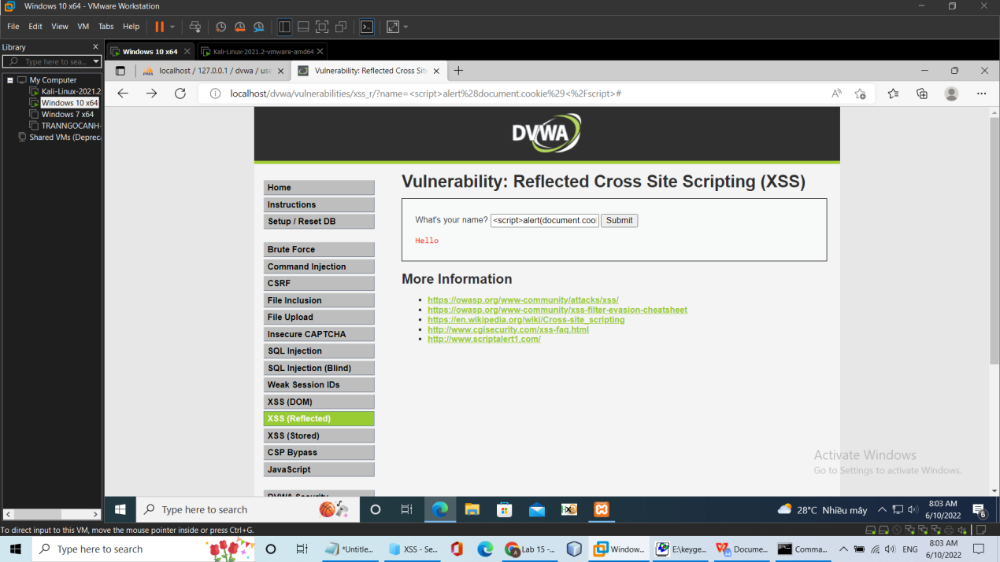 Windows 10 x64 - VMware Workstation
File Edit View VM Tabs Help
Library
Type here to sea...
My Computer
Kali-Linux-2021.2
Windows 10 x64
Windows 7 x64
TRANNGOCANH-
Shared VMs (Depreca
Windows 10 x64 Kali-Linux-2021.2-vmware-amd64
localhost / 127.0.0.1 / dvwa / use Vulnerability: Reflected Cross Site
localhost/dvwa/vulnerabilities/xss_r/?name=<script>alert%28document.cookie%29<%2Fscript>#
DVWA
Home
Instructions
Setup / Reset DB
Brute Force
Command Injection
CSRF
File Inclusion
File Upload
Insecure CAPTCHA
SQL Injection
SQL Injection (Blind)
Weak Session IDs
XSS (DOM)
XSS (Reflected)
XSS (Stored)
CSP Bypass
JavaScript
DVWA Security
Vulnerability: Reflected Cross Site Scripting (XSS)
What's your name? <script>alert(document.cool Submit
Hello
More Information
https://owasp.org/www-community/attacks/xss/
https://owasp.org/www-community/xss-filter-evasion-cheatsheet
https://en.wikipedia.org/wiki/Cross-site_scripting
http://www.cgisecurity.com/xss-faq.html
http://www.scriptalert1.com/
Activate Windows
Go to Settings to activate Windows.
Type here to search
28°C Nhiều mây
8:03 AM
6/10/2022
6
To direct input to this VM, move the mouse pointer inside or press Ctrl+G.
Type here to search
*Untitle... XSS - Se... Lab 15 -... Window... E:\keyge... Docume... Comma...
ENG
8:03 AM
6/10/2022